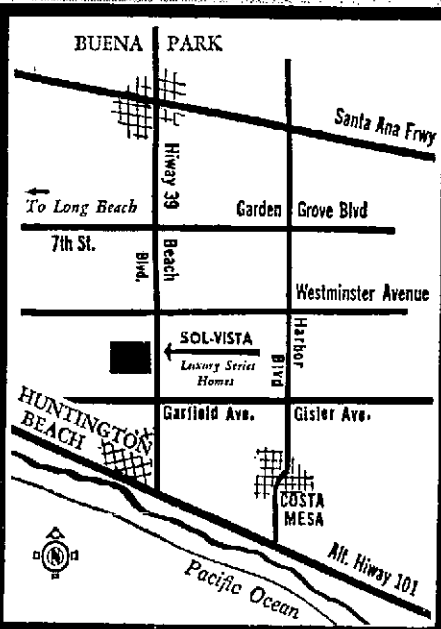 BUENA PARK
Santa Ana Frwy
Hiway 39
To Long Beach
Garden Grove Blvd
7th St.
Beach Blvd.
Westminster Avenue
Harbor Blvd
SOL-VISTA
Luxury Series
Homes
Garfield Ave.
Gisler Ave.
HUNTINGTON
BEACH
COSTA
MESA
Alt. Hiway 101
N
Pacific Ocean